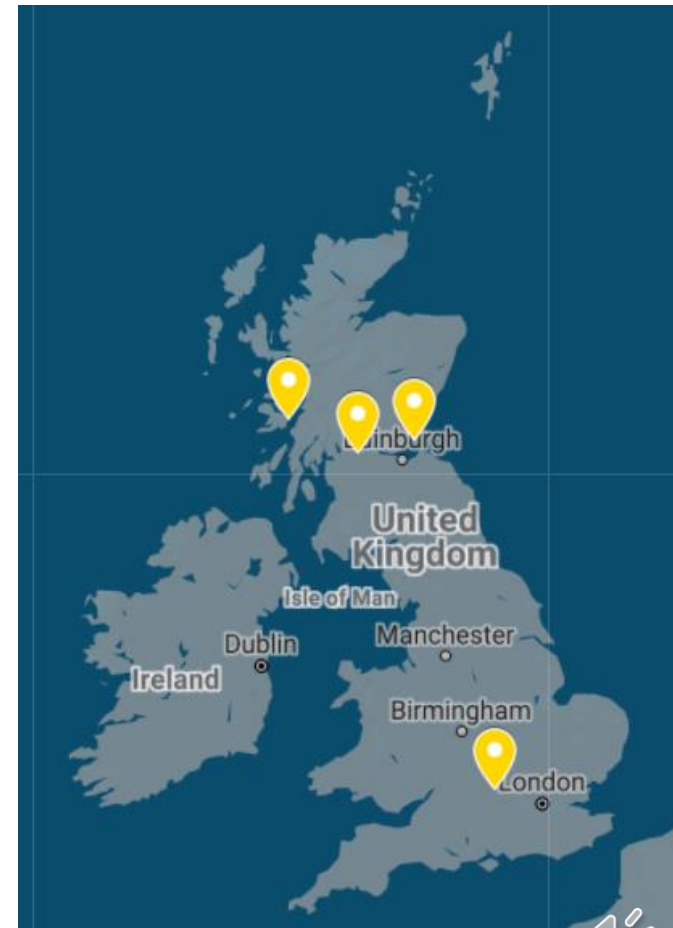 Edinburgh
United
Kingdom
Isle of Man
Dublin
Manchester
Ireland
Birmingham
London